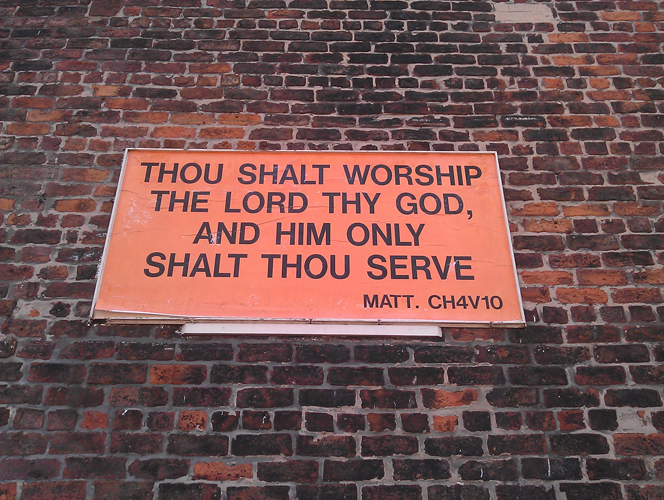 THOU SHALT WORSHIP
THE LORD THY GOD,
AND HIM ONLY
SHALT THOU SERVE
MATT. CH4V10